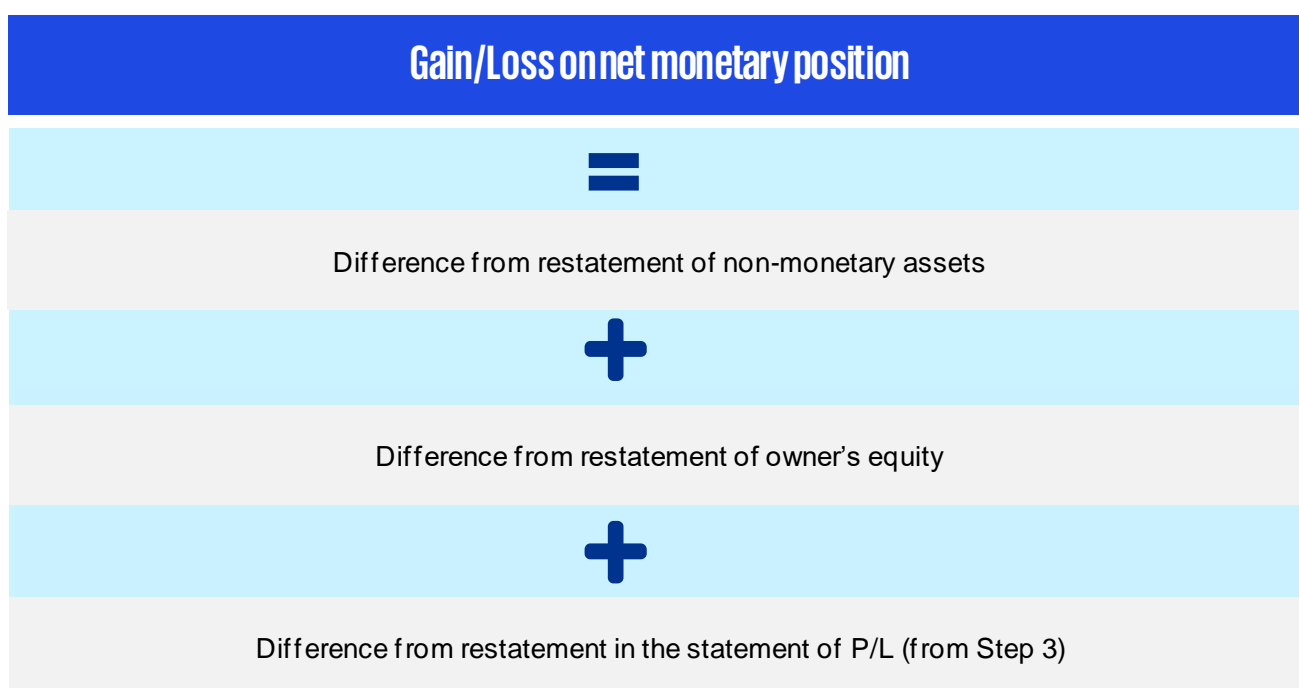 Gain/Loss on net monetary position
=
Difference from restatement of non-monetary assets
+
Difference from restatement of owner’s equity
+
Difference from restatement in the statement of P/L (from Step 3)